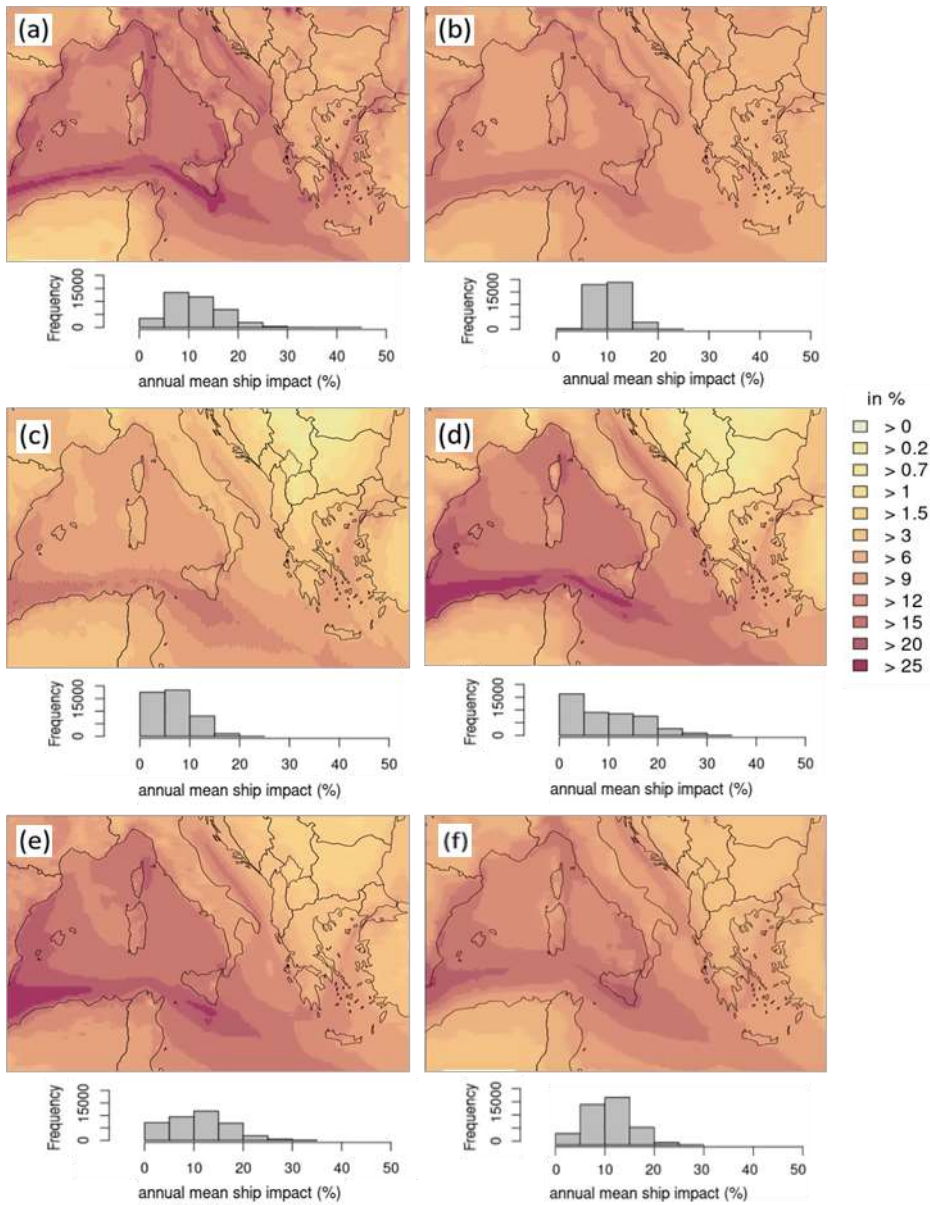 (a)
(b)
Frequency
0 15000
0 10 20 30 40 50
annual mean ship impact (%)
Frequency
0 15000
0 10 20 30 40 50
annual mean ship impact (%)
(c)
(d)
in %
> 0
> 0.2
> 0.7
> 1
> 1.5
> 3
> 6
> 9
> 12
> 15
> 20
> 25
Frequency
0 15000
0 10 20 30 40 50
annual mean ship impact (%)
Frequency
0 15000
0 10 20 30 40 50
annual mean ship impact (%)
(e)
(f)
Frequency
0 15000
0 10 20 30 40 50
annual mean ship impact (%)
Frequency
0 15000
0 10 20 30 40 50
annual mean ship impact (%)